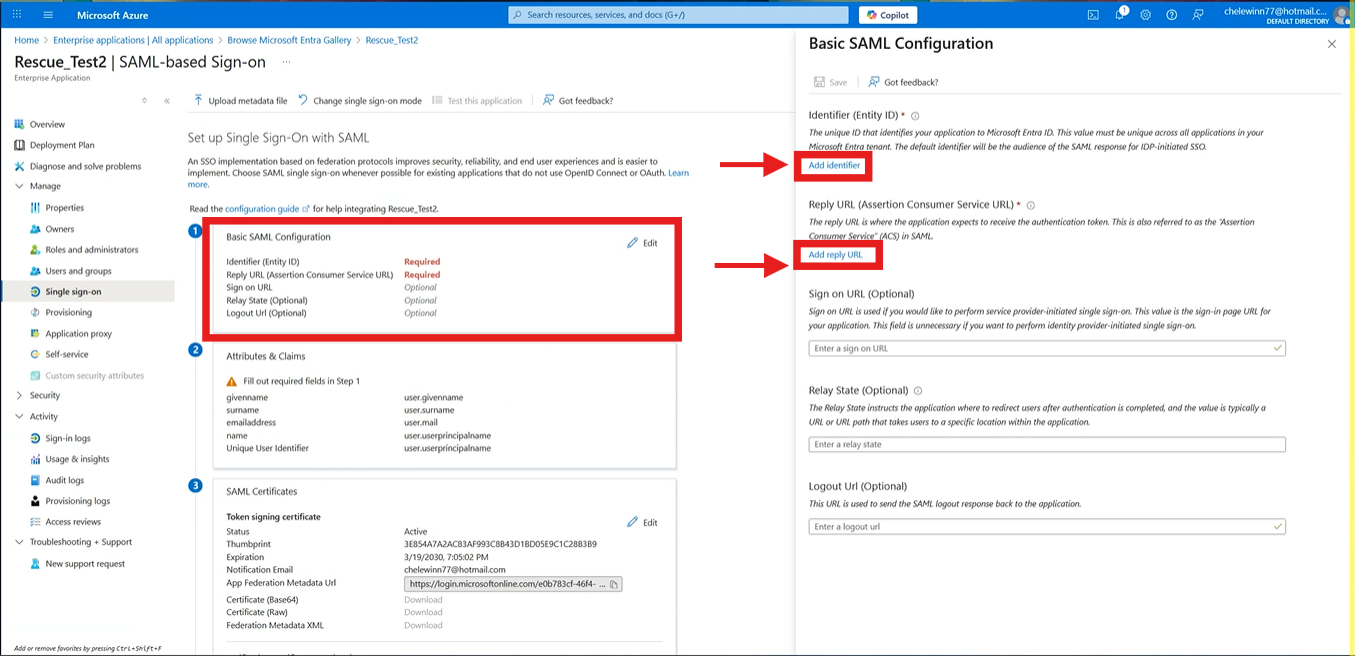 Microsoft Azure
Search resources, services, and docs (G+/)
Copilot
1
chelewinn77@hotmail.c...
DEFAULT DIRECTORY
Home > Enterprise applications | All applications > Browse Microsoft Entra Gallery > Rescue_Test2
Rescue_Test2 | SAML-based Sign-on ...
Enterprise Application
Overview
Deployment Plan
Diagnose and solve problems
Manage
Properties
Owners
Roles and administrators
Users and groups
Single sign-on
Provisioning
Application proxy
Self-service
Custom security attributes
Security
Activity
Sign-in logs
Usage & insights
Audit logs
Provisioning logs
Access reviews
Troubleshooting + Support
New support request
Add or remove favorites by pressing Ctrl+Shift+F
Upload metadata file
Change single sign-on mode
Test this application
Got feedback?
Set up Single Sign-On with SAML
An SSO implementation based on federation protocols improves security, reliability, and end user experiences and is easier to
implement. Choose SAML single sign-on whenever possible for existing applications that do not use OpenID Connect or OAuth. Learn
more.
Read the configuration guide for help integrating Rescue_Test2.
1
Basic SAML Configuration
Edit
Identifier (Entity ID) Required
Reply URL (Assertion Consumer Service URL) Required
Sign on URL Optional
Relay State (Optional) Optional
Logout Url (Optional) Optional
2
Attributes & Claims
Fill out required fields in Step 1
givenname user.givenname
surname user.surname
emailaddress user.mail
name user.userprincipalname
Unique User Identifier user.userprincipalname
3
SAML Certificates
Token signing certificate
Edit
Status Active
Thumbprint 3E854A7A2AC83AF993C8B43D1BD05E9C1C28B3B9
Expiration 3/19/2030, 7:05:02 PM
Notification Email chelewinn77@hotmail.com
App Federation Metadata Url https://login.microsoftonline.com/e0b783cf-46f4- ...
Certificate (Base64) Download
Certificate (Raw) Download
Federation Metadata XML Download
Basic SAML Configuration
Save
Got feedback?
Identifier (Entity ID) *
The unique ID that identifies your application to Microsoft Entra ID. This value must be unique across all applications in your
Microsoft Entra tenant. The default identifier will be the audience of the SAML response for IDP-initiated SSO.
Add identifier
Reply URL (Assertion Consumer Service URL) *
The reply URL is where the application expects to receive the authentication token. This is also referred to as the "Assertion
Consumer Service" (ACS) in SAML.
Add reply URL
Sign on URL (Optional)
Sign on URL is used if you would like to perform service provider-initiated single sign-on. This value is the sign-in page URL for
your application. This field is unnecessary if you want to perform identity provider-initiated single sign-on.
Enter a sign on URL
Relay State (Optional)
The Relay State instructs the application where to redirect users after authentication is completed, and the value is typically a
URL or URL path that takes users to a specific location within the application.
Enter a relay state
Logout Url (Optional)
This URL is used to send the SAML logout response back to the application.
Enter a logout url